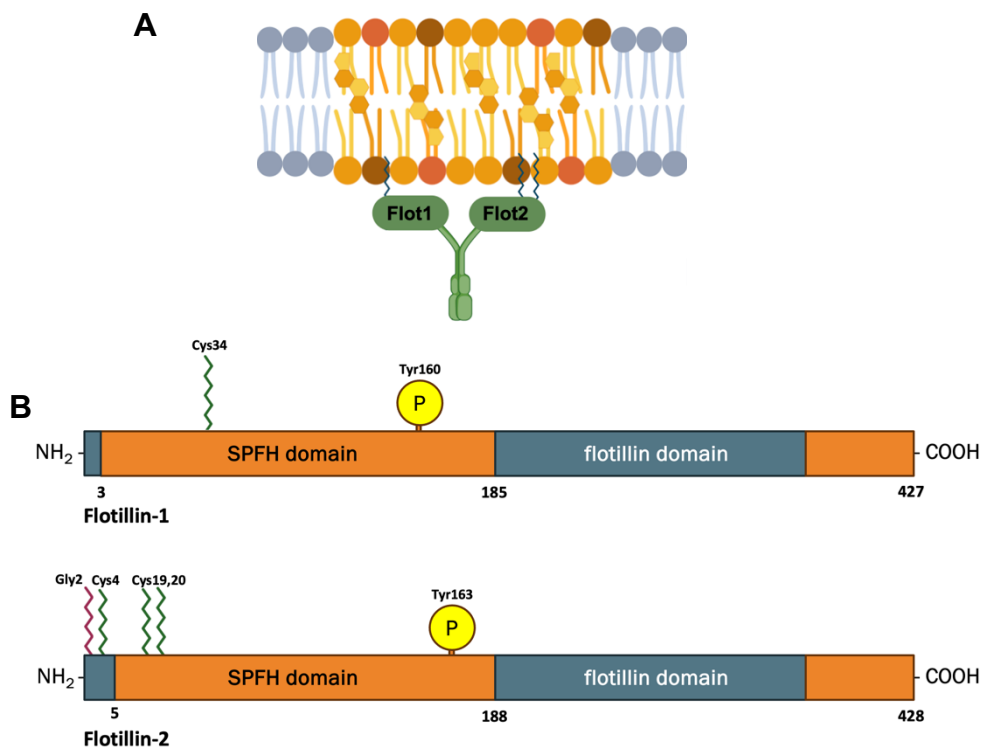 A
Flot1 Flot2
Cys34
Tyr160
P
B
NH2 SPFH domain flotillin domain COOH
3 185 427
Flotillin-1
Gly2 Cys4 Cys19,20
Tyr163
P
NH2 SPFH domain flotillin domain COOH
5 188 428
Flotillin-2